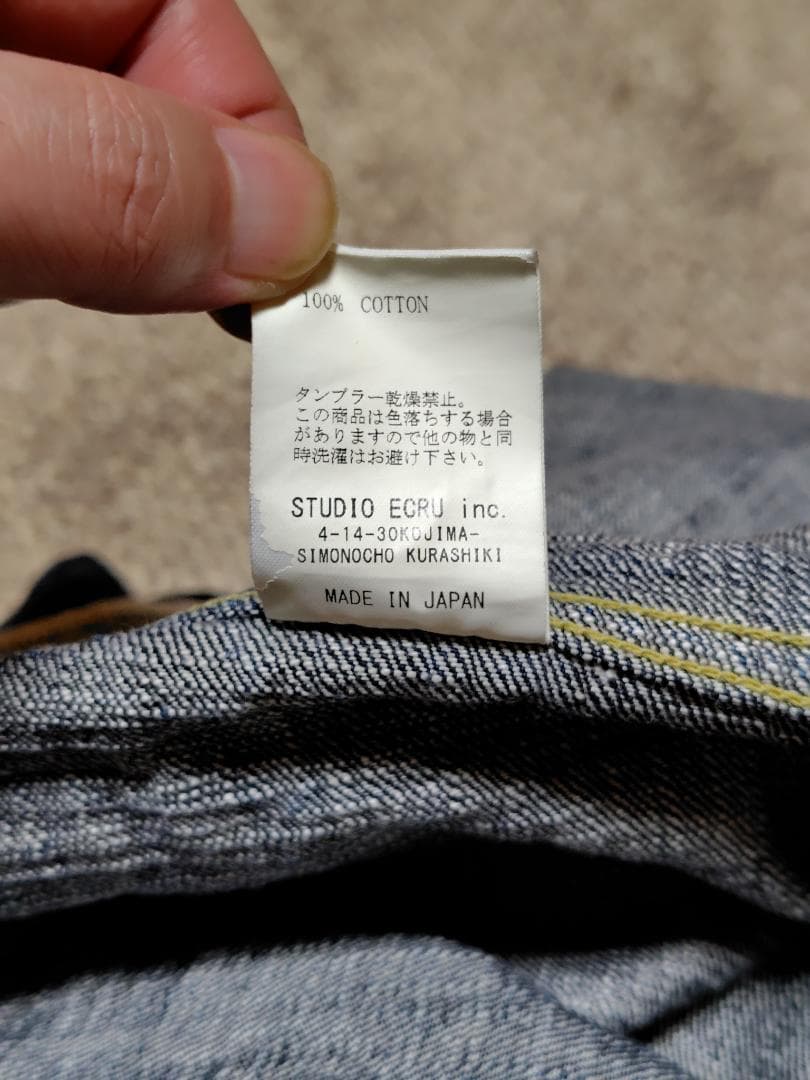 100% COTTON
タンブラー乾燥禁止。
この商品は色落ちする場合
がありますので他の物と同
時洗濯はお避け下さい。
STUDIO ECRU inc.
4-14-30KOJIMA-
SIMONOCHO KURASHIKI
MADE IN JAPAN